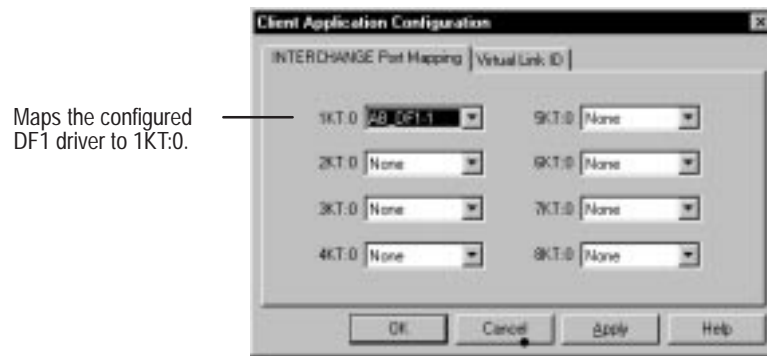 Client Application Configuration
INTERCHANGE Port Mapping
Virtual Link ID
Maps the configured
DF1 driver to 1KT:0.
1KT:0 AB_DF1-1
5KT:0 None
2KT:0 None
6KT:0 None
3KT:0 None
7KT:0 None
4KT:0 None
8KT:0 None
OK
Cancel
Apply
Help